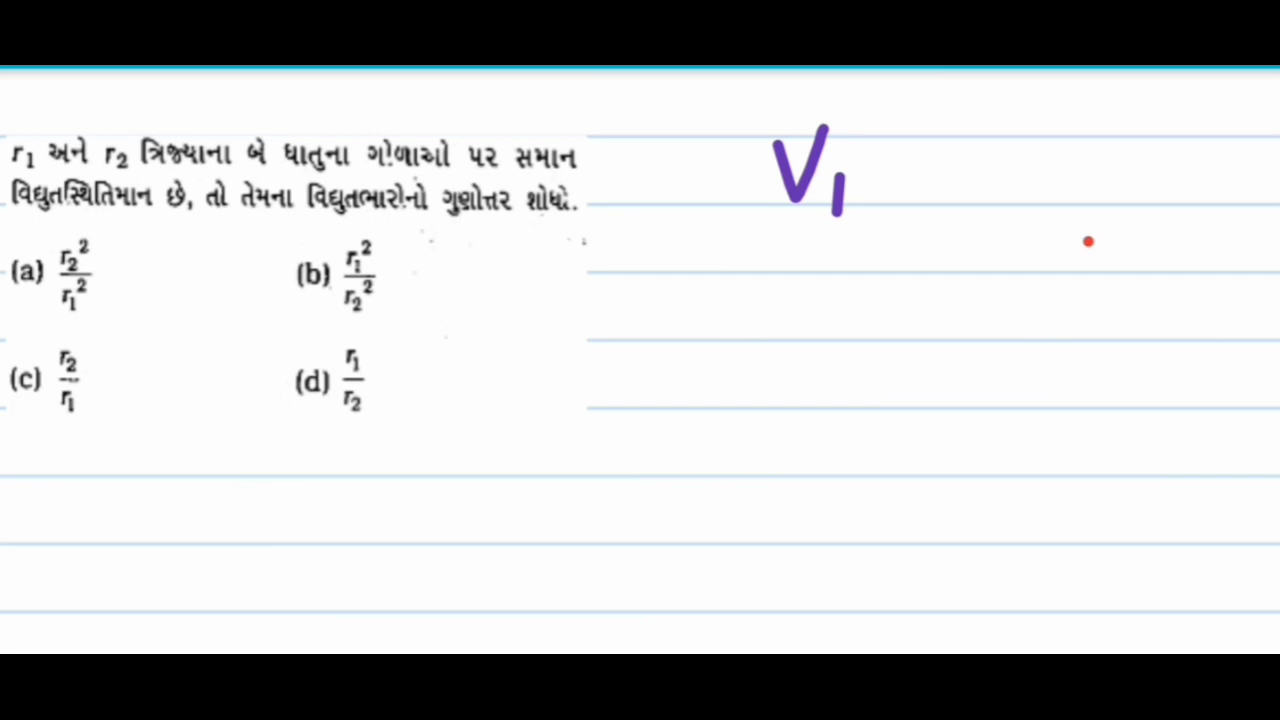 r₁ અને r₂ ત્રિજ્યાના બે ધાતુના ગોળાઓ પર સમાન
વિદ્યુતસ્થિતિમાન છે, તો તેમના વિદ્યુતભારોનો ગુણોત્તર શોધો.
(a) r₂²/r₁² (b) r₁²/r₂²
(c) r₂/r₁ (d) r₁/r₂
V₁